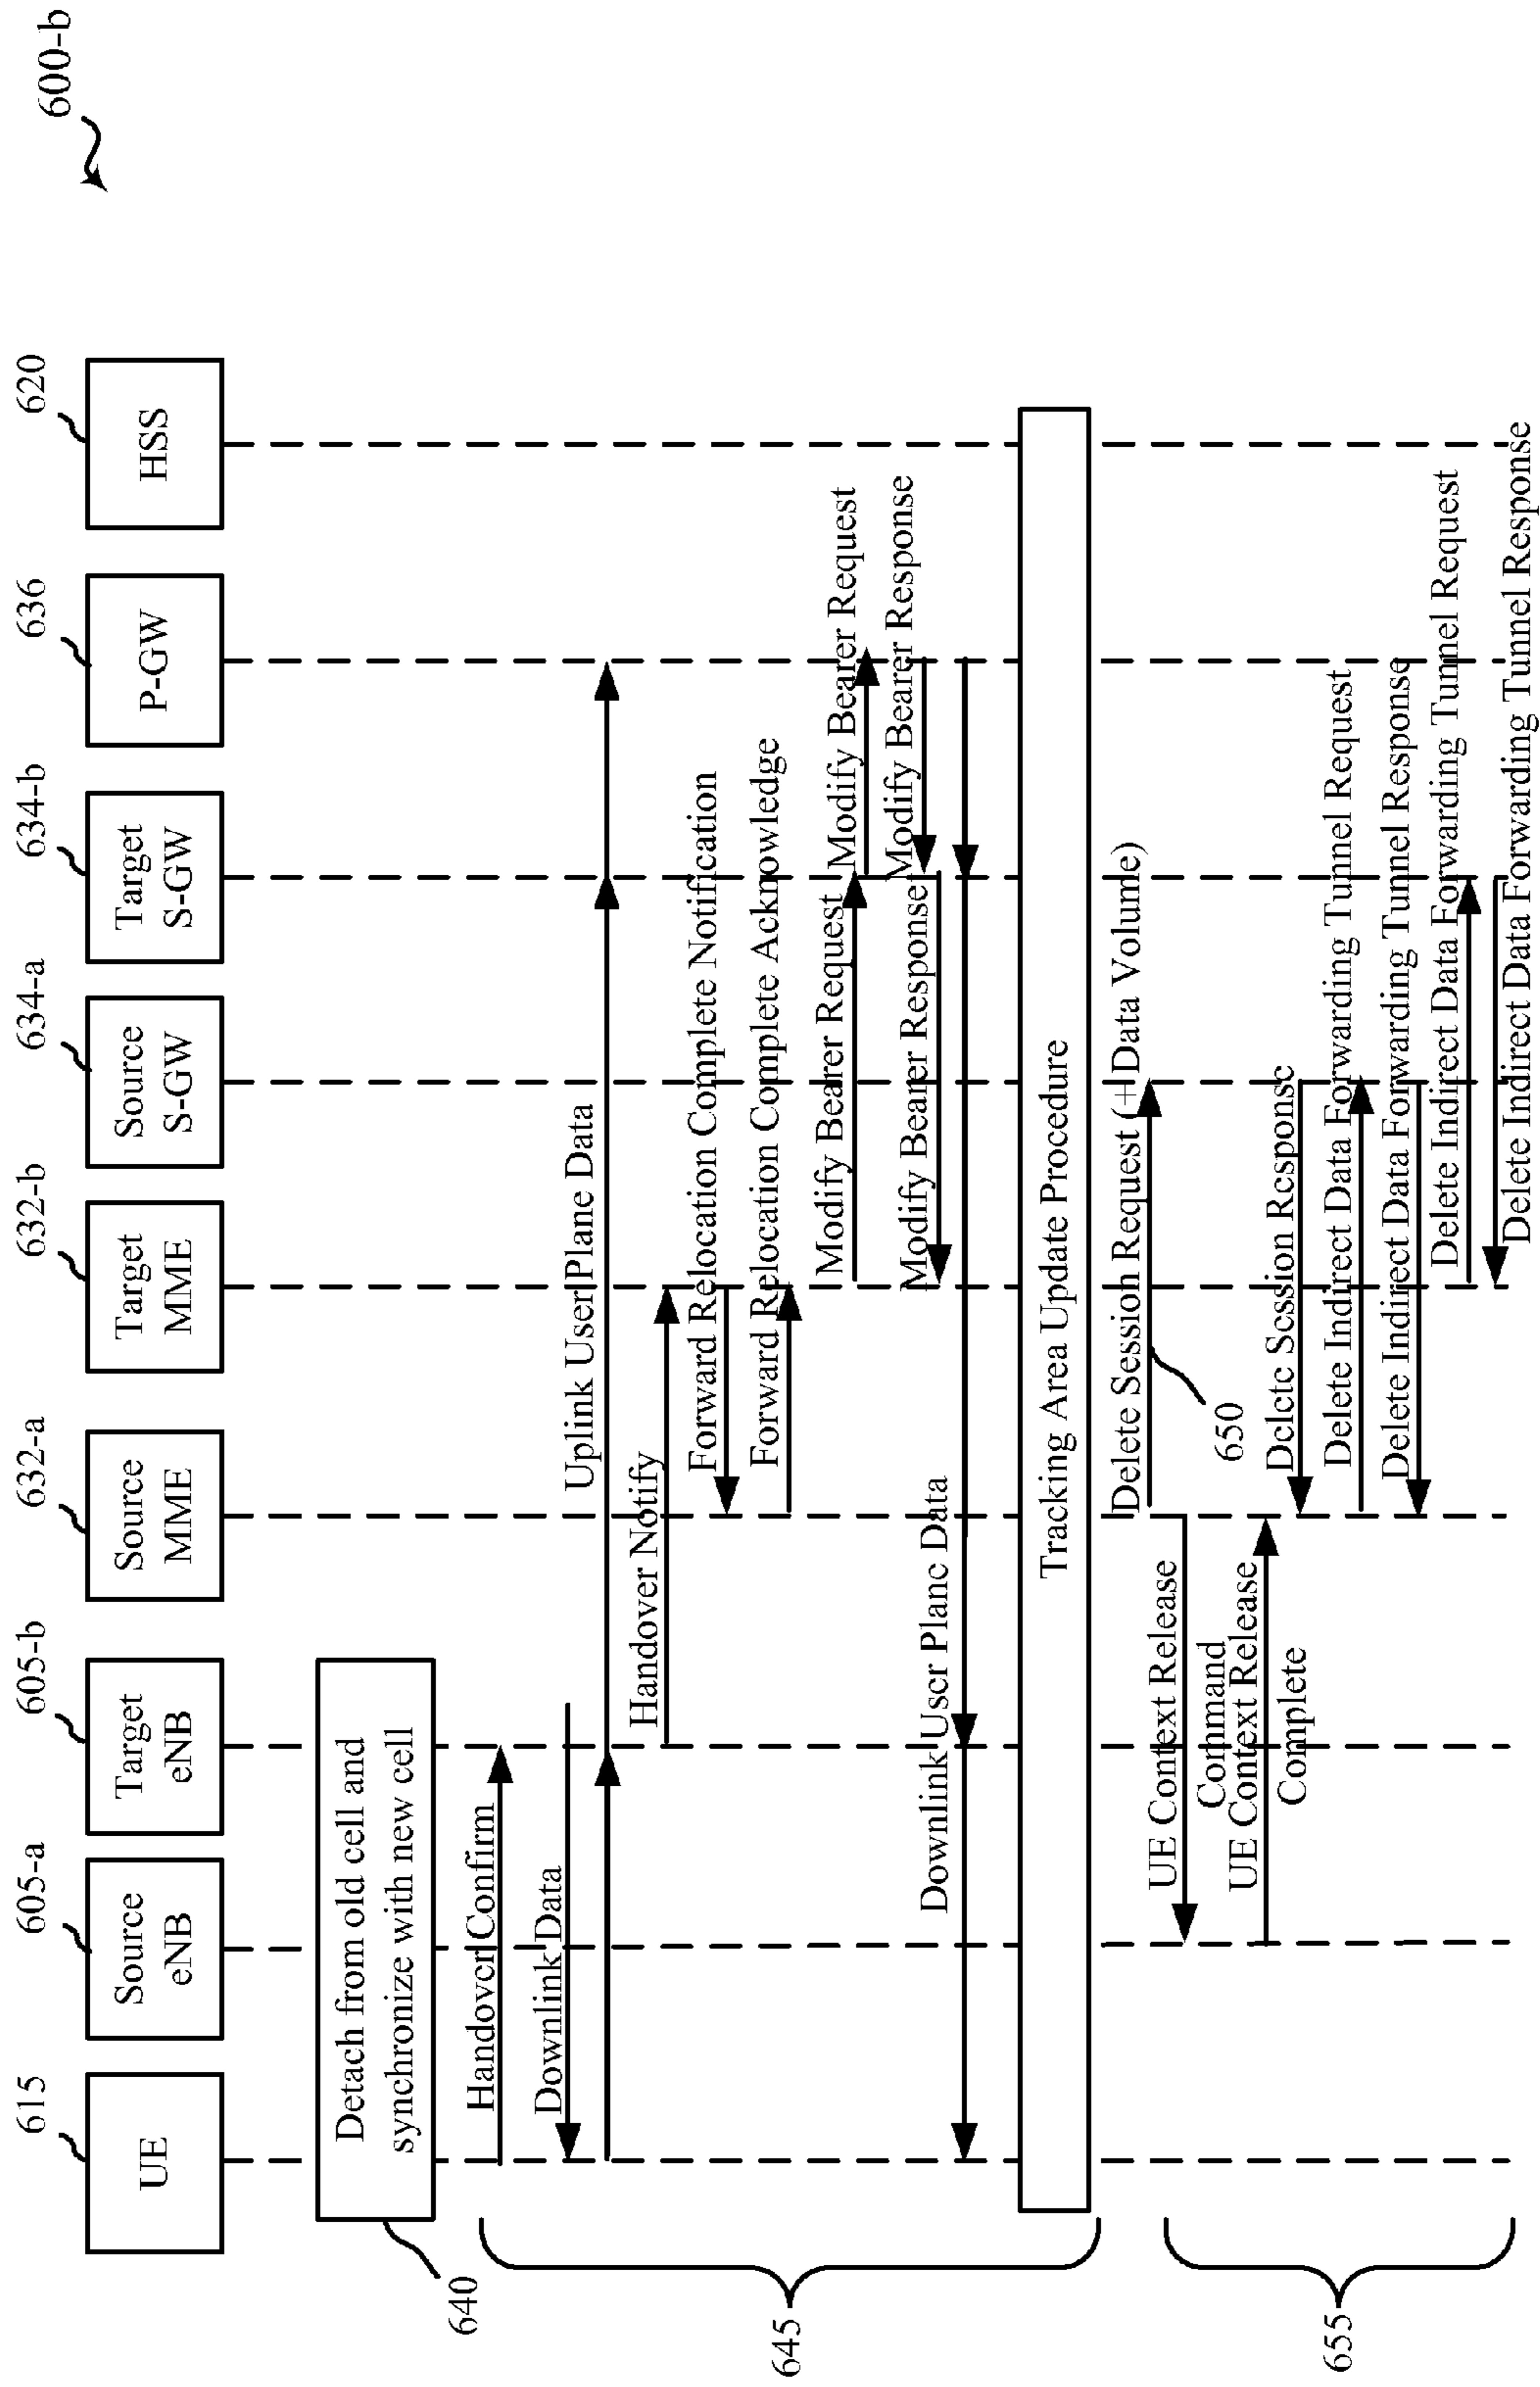 600-b
615
605-a
605-b
632-a
632-b
634-a
634-b
636
620
UE
Source
eNB
Target
eNB
Source
MME
Target
MME
Source
S-GW
Target
S-GW
P-GW
HSS
Detach from old cell and
synchronize with new cell
640
Handover Confirm
Downlink Data
Uplink User Plane Data
Handover Notify
Forward Relocation Complete Notification
Forward Relocation Complete Acknowledge
Modify Bearer Request
Modify Bearer Request
Modify Bearer Response
Modify Bearer Response
Downlink User Plane Data
645
Tracking Area Update Procedure
Delete Session Request (+Data Volume)
650
UE Context Release
Command
UE Context Release
Complete
Delete Session Response
Delete Indirect Data Forwarding Tunnel Request
Delete Indirect Data Forwarding Tunnel Response
Delete Indirect Data Forwarding Tunnel Request
Delete Indirect Data Forwarding Tunnel Response
655